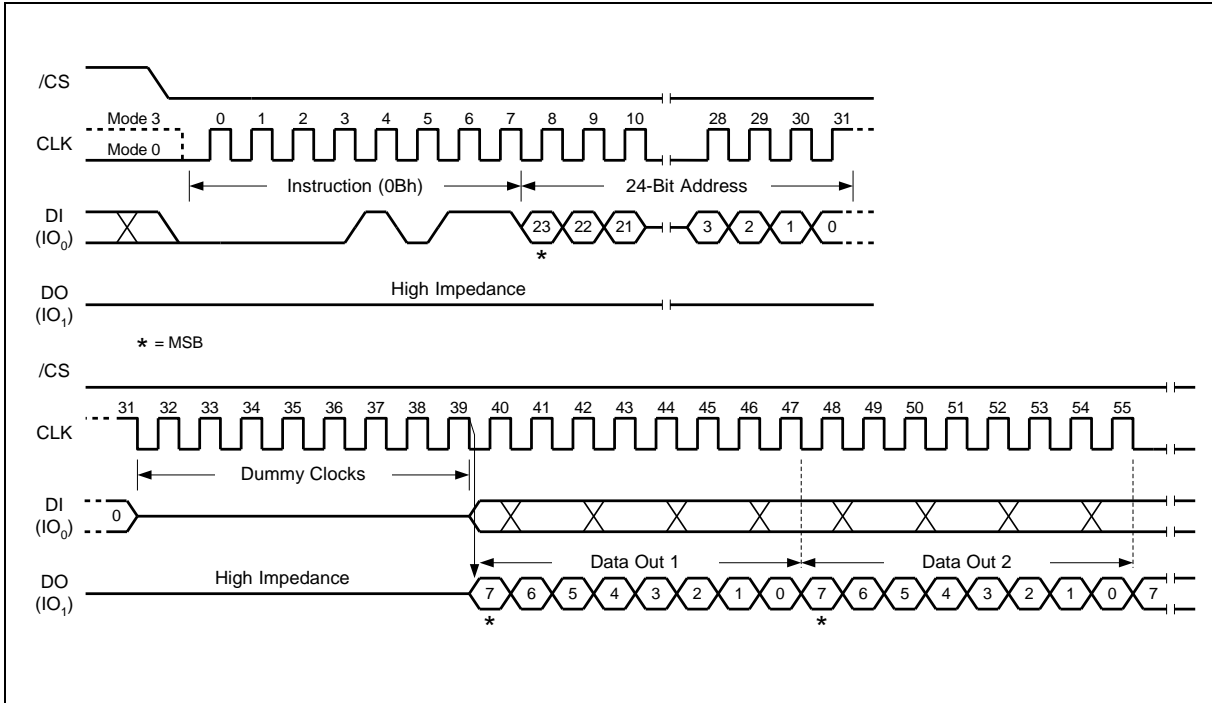 /CS
Mode 3 0 1 2 3 4 5 6 7 8 9 10 28 29 30 31
CLK Mode 0
Instruction (0Bh) 24-Bit Address
DI
(IO0) 23 22 21 3 2 1 0
*
High Impedance
DO
(IO1)
* = MSB
/CS
31 32 33 34 35 36 37 38 39 40 41 42 43 44 45 46 47 48 49 50 51 52 53 54 55
CLK
Dummy Clocks
DI
(IO0) 0
Data Out 1 Data Out 2
High Impedance
DO
(IO1) 7 6 5 4 3 2 1 0 7 6 5 4 3 2 1 0 7
* *